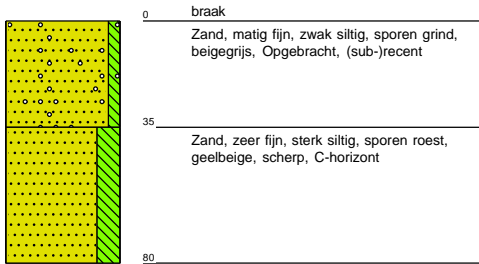 0 braak
Zand, matig fijn, zwak siltig, sporen grind,
beigegrijs, Opgebracht, (sub-)recent
35
Zand, zeer fijn, sterk siltig, sporen roest,
geelbeige, scherp, C-horizont
80